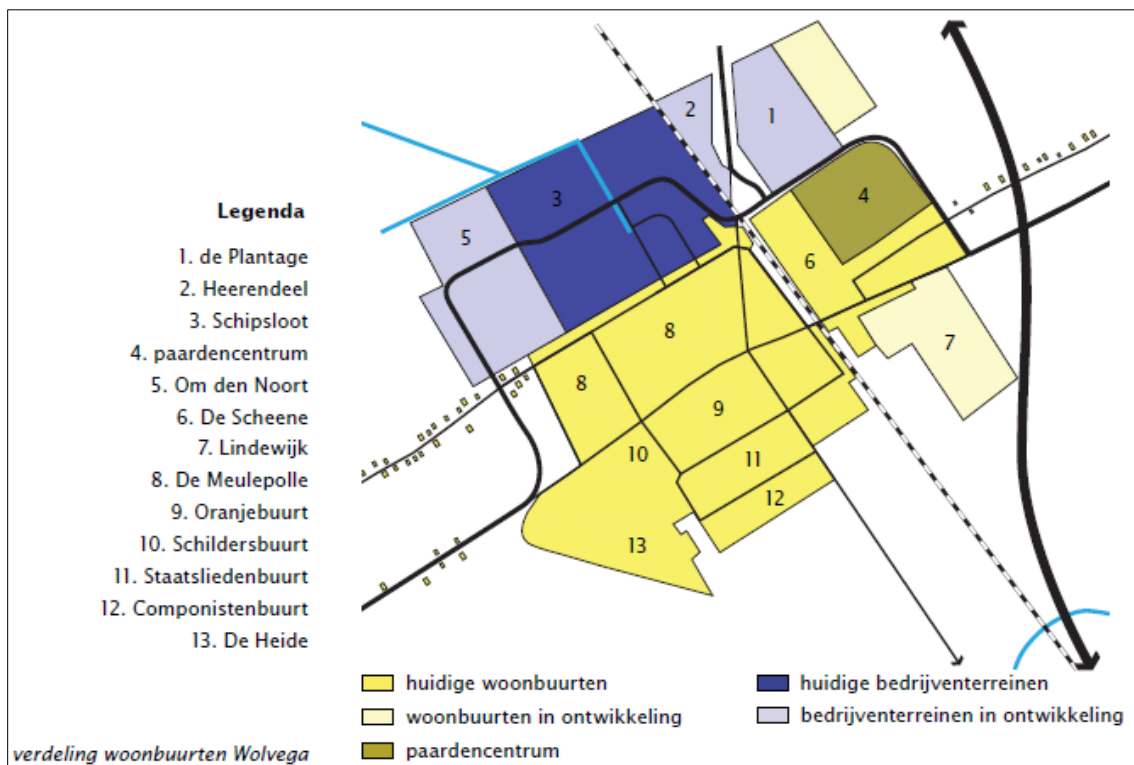 Legenda
1. de Plantage
2. Heerendeel
3. Schipsloot
4. paardencentrum
5. Om den Noort
6. De Scheene
7. Lindewijk
8. De Meulepolle
9. Oranjebuurt
10. Schildersbuurt
11. Staatsliedenbuurt
12. Componistenbuurt
13. De Heide
verdeling woonbuurten Wolvega
2
1
3
4
5
6
7
8
8
9
10
11
12
13
huidige woonbuurten
woonbuurten in ontwikkeling
paardencentrum
huidige bedrijventerreinen
bedrijventerreinen in ontwikkeling